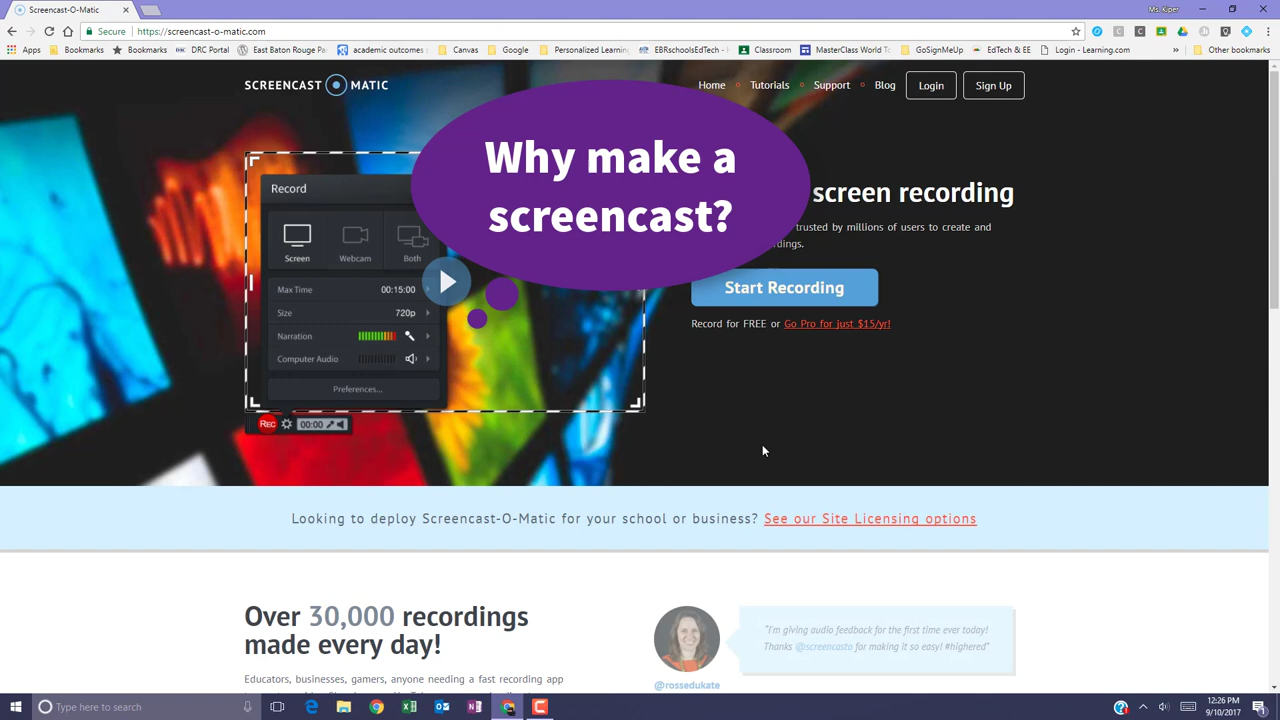 Screencast-O-Matic
Ms. Kiper
Secure
https://screencast-o-matic.com
Apps
Bookmarks
Bookmarks
DRC Portal
East Baton Rouge Pa
academic outcomes
Canvas
Google
Personalized Learning
EBRschoolsEdTech
Classroom
MasterClass World To
GoSignMeUp
EdTech & EE
Login - Learning.com
»
Other bookmarks
SCREENCAST MATIC
Home
Tutorials
Support
Blog
Login
Sign Up
Why make a
screencast?
Record
Screen
Webcam
Both
Max Time 00:15:00
Size 720p
Narration
Computer Audio
Preferences...
REC 00:00
screen recording
trusted by millions of users to create and
Start Recording
Record for FREE or Go Pro for just $15/yr!
Looking to deploy Screencast-O-Matic for your school or business? See our Site Licensing options
Over 30,000 recordings
made every day!
Educators, businesses, gamers, anyone needing a fast recording app
"I'm giving audio feedback for the first time ever today!
Thanks @screencasto for making it so easy! #highered"
@rossedukate
Type here to search
12:26 PM
9/10/2017